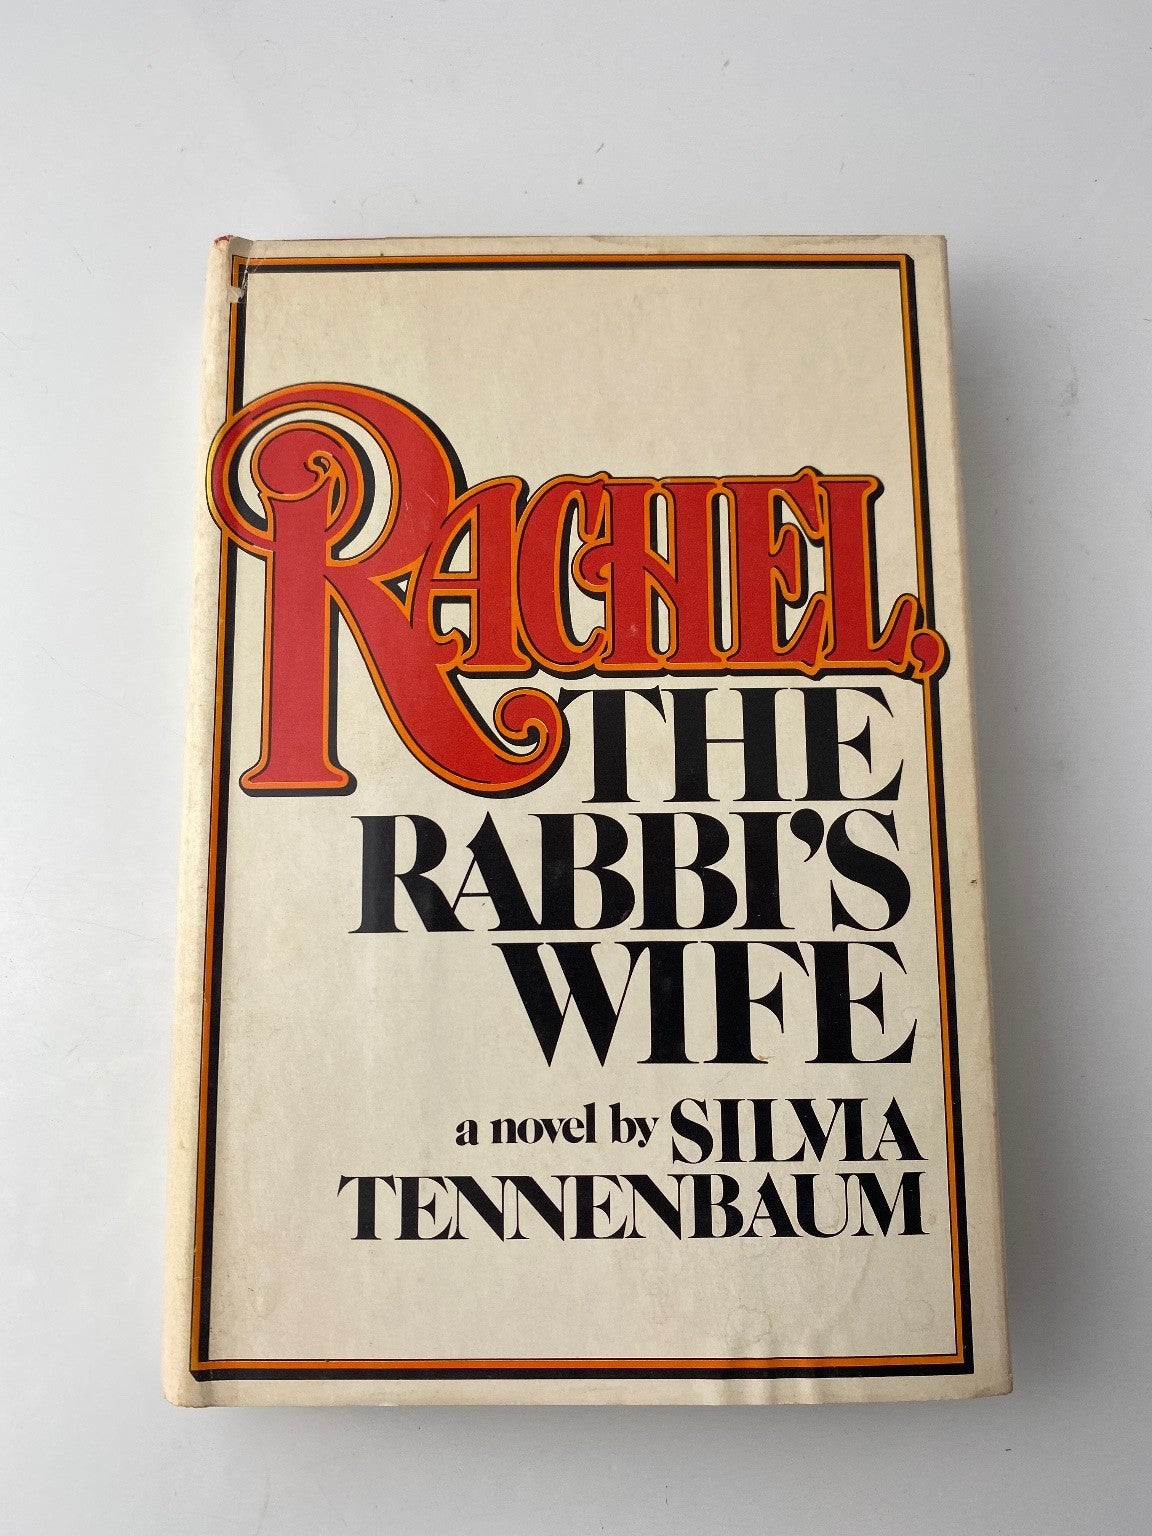 RACHEL,
THE
RABBI'S
WIFE
a novel by SILVIA
TENNENBAUM